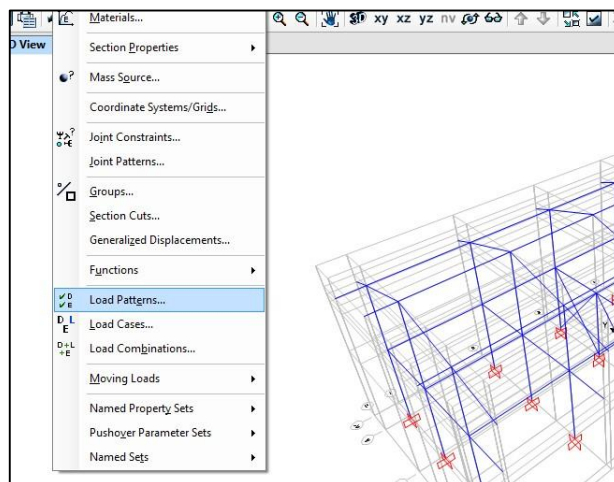 3D xy xz yz nv
D View
Materials...
Section Properties
Mass Source...
Coordinate Systems/Grids...
Joint Constraints...
Joint Patterns...
Groups...
Section Cuts...
Generalized Displacements...
Functions
Load Patterns...
Load Cases...
Load Combinations...
Moving Loads
Named Property Sets
Pushover Parameter Sets
Named Sets